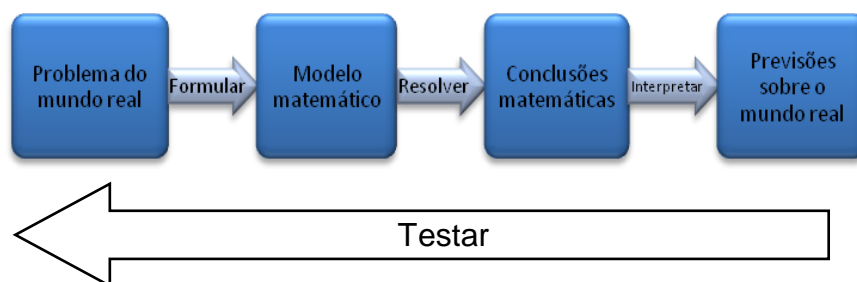 Problema do
mundo real
Formular
Modelo
matemático
Resolver
Conclusões
matemáticas
Interpretar
Previsões
sobre o
mundo real
Testar